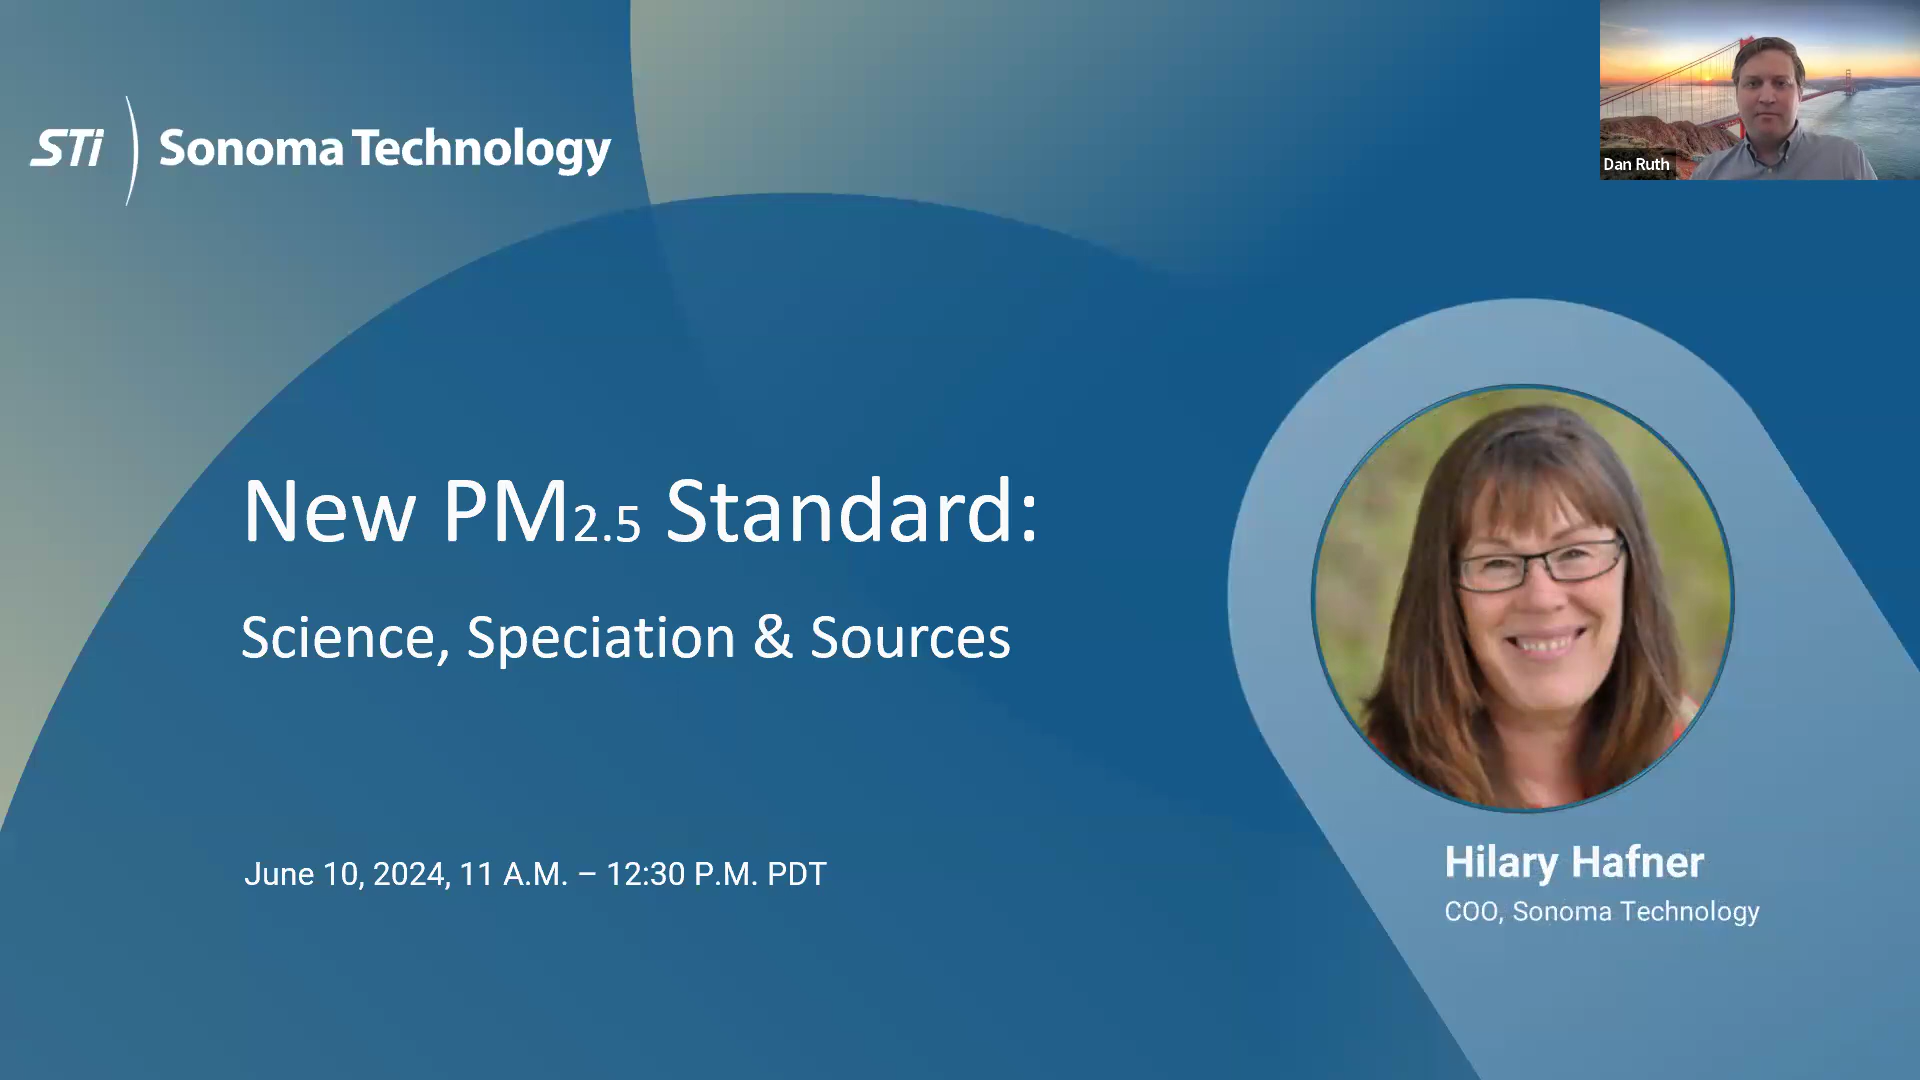 STi Sonoma Technology
Dan Ruth
New PM2.5 Standard:
Science, Speciation & Sources
June 10, 2024, 11 A.M. – 12:30 P.M. PDT
Hilary Hafner
COO, Sonoma Technology